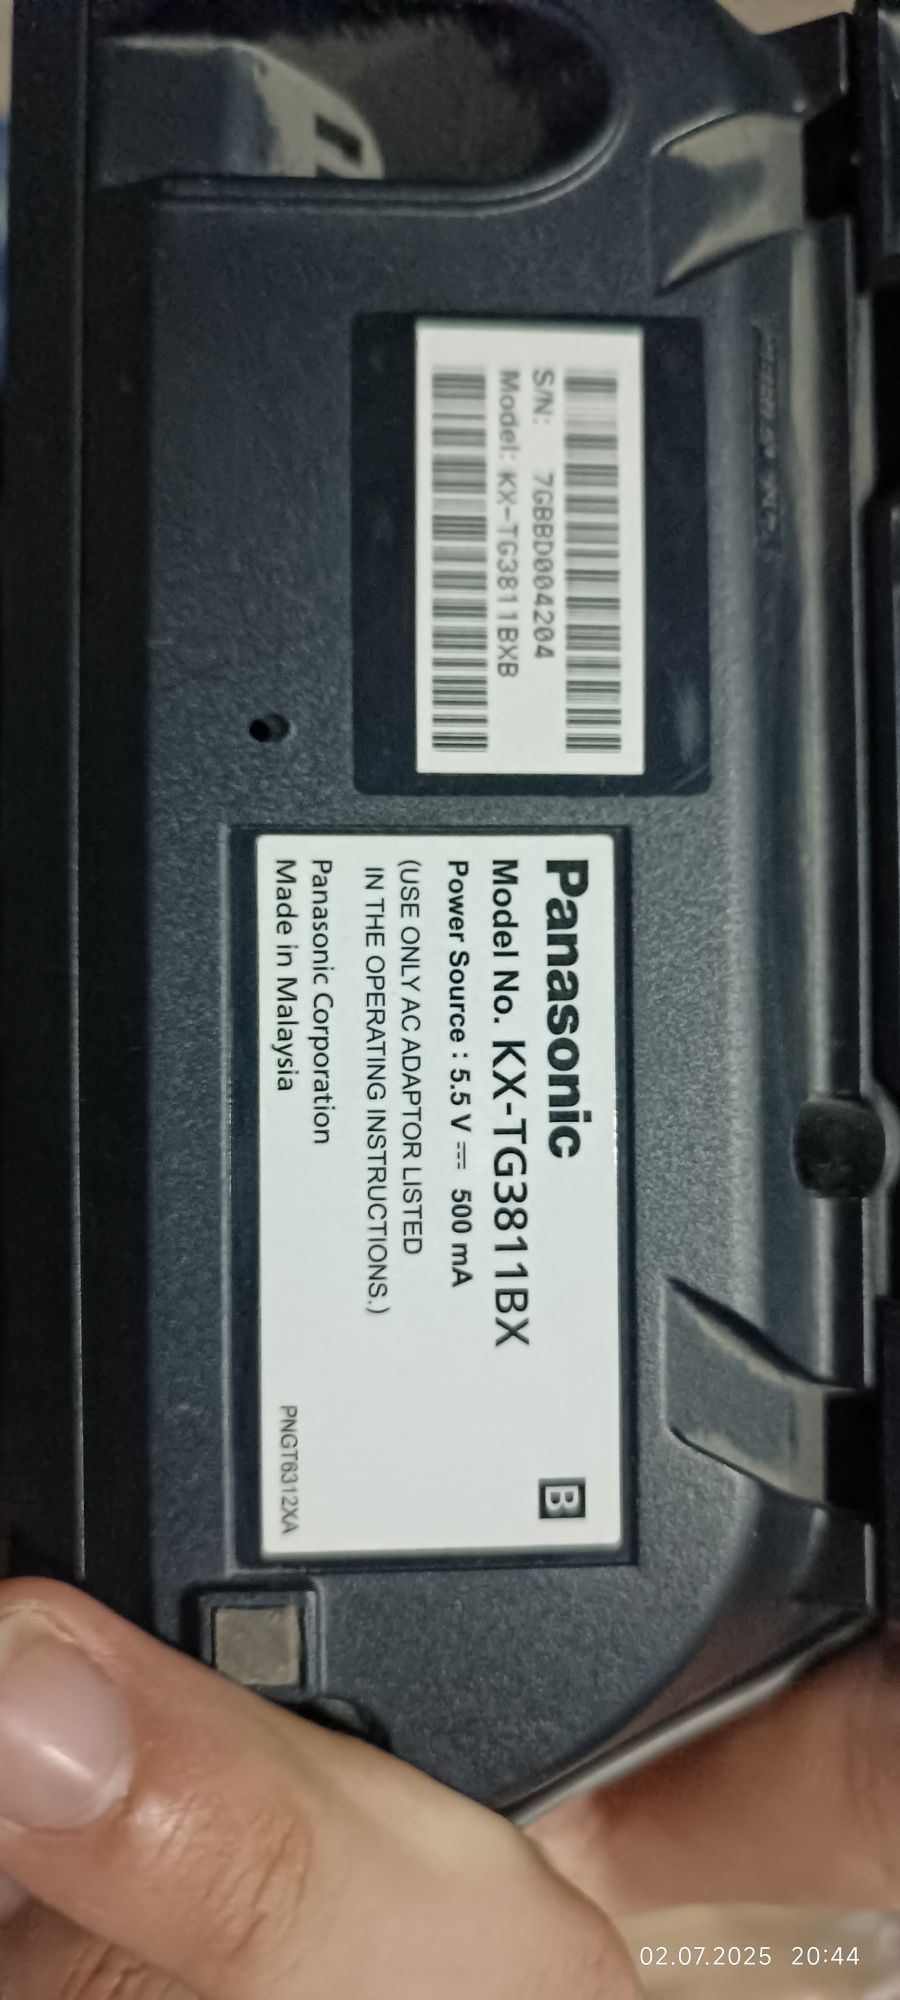 S/N: 7GBBD004204
Model: KX-TG3811BXB
Panasonic
B
Model No. KX-TG3811BX
Power Source : 5.5 V ⎓ 500 mA
(USE ONLY AC ADAPTOR LISTED
IN THE OPERATING INSTRUCTIONS.)
Panasonic Corporation
Made in Malaysia
PNGT6312XA
02.07.2025 20:44